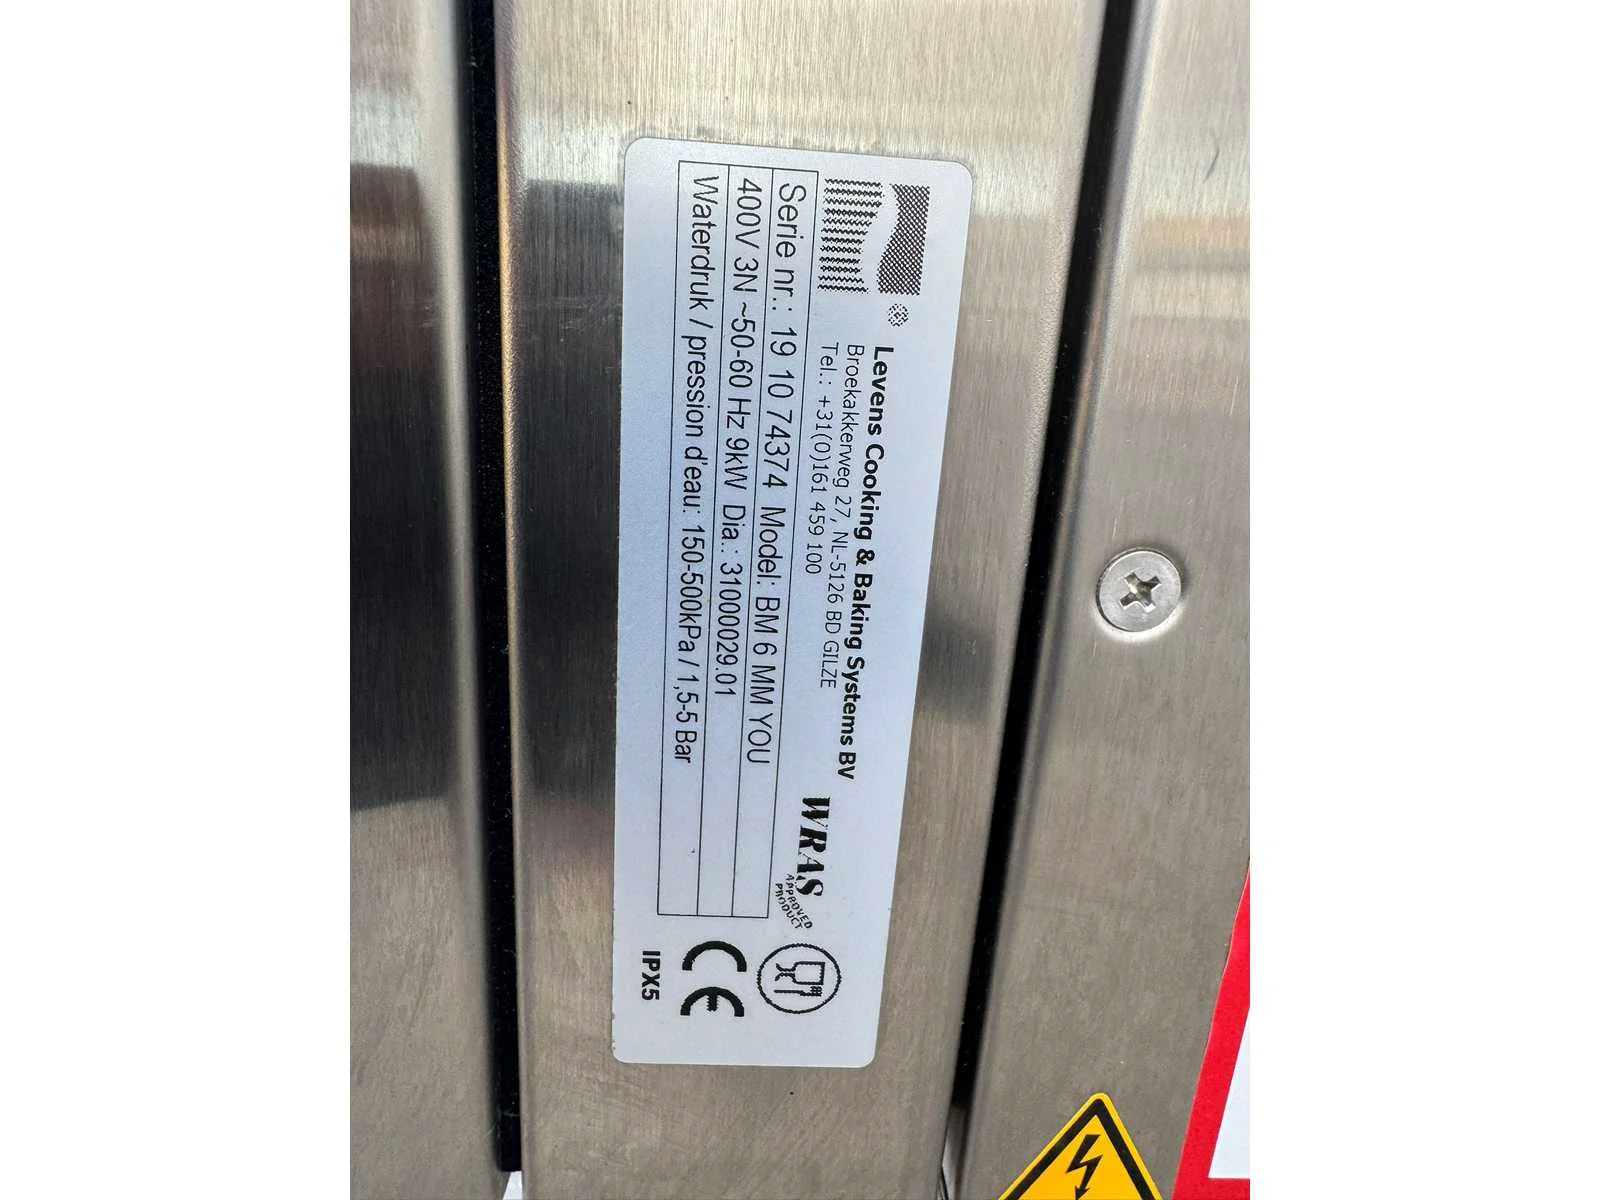 Levens Cooking & Baking Systems BV
Broekakkerweg 27, NL-5126 BD GILZE
Tel.: +31(0)161 459 100
WRAS
APPROVED
PRODUCT
Serie nr.: 19 10 74374 Model: BM 6 MM YOU
400V 3N ~50-60 Hz 9kW Dia.: 31000029.01
Waterdruk / pression d'eau: 150-500kPa / 1,5-5 Bar
CE
IPX5